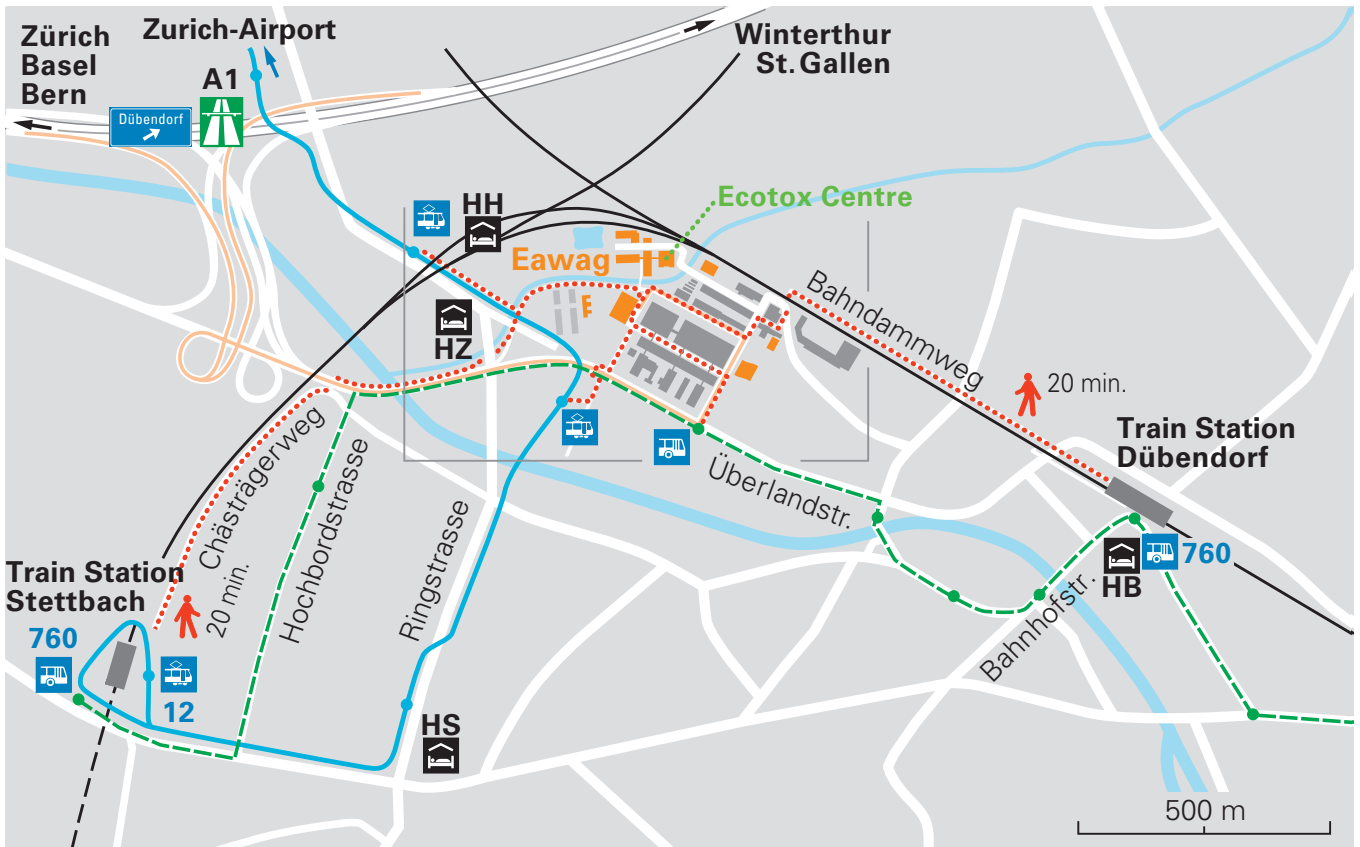 Zürich
Basel
Bern
Zurich-Airport
A1
Dübendorf
Winterthur
St. Gallen
HH
Ecotox Centre
Eawag
HZ
Bahndammweg
20 min.
Train Station
Dübendorf
Überlandstr.
Chästrägerweg
Hochbordstrasse
Ringstrasse
20 min.
Train Station
Stettbach
760
12
HS
HB
760
Bahnhofstr.
500 m